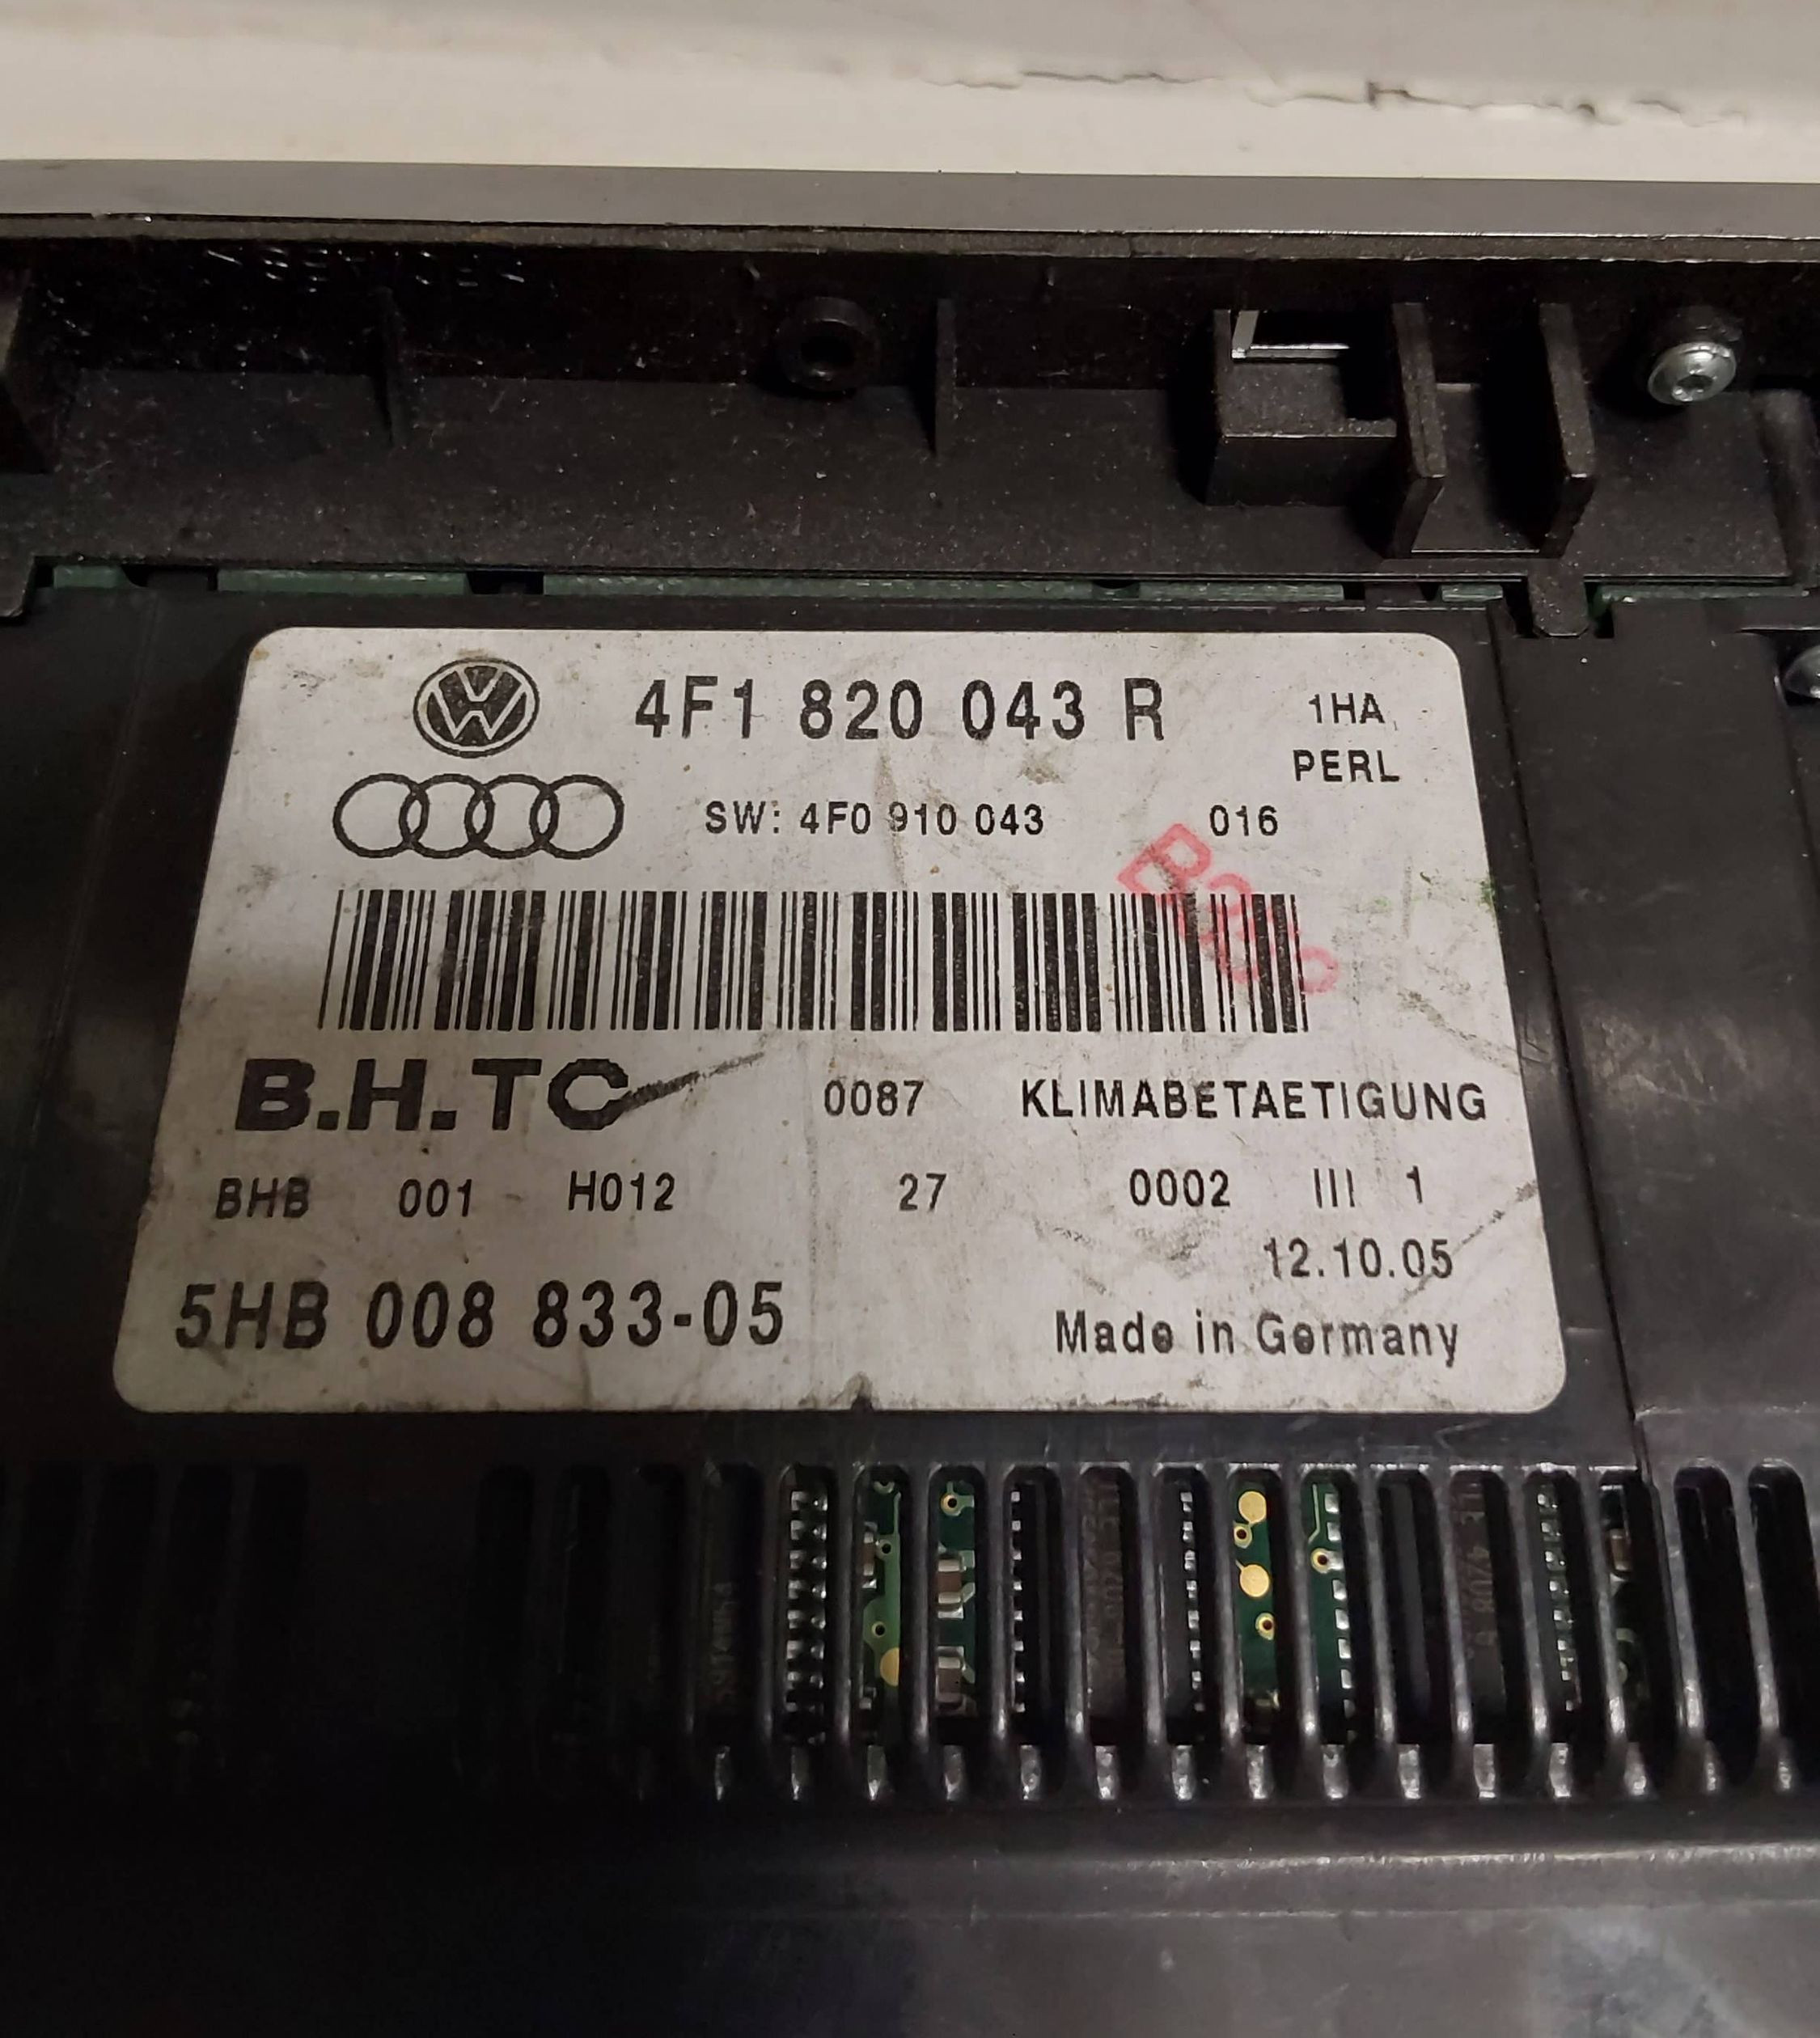 4F1 820 043 R 1HA
PERL
SW: 4F0 910 043 016
B.H.TC 0087 KLIMABETAETIGUNG
BHB 001 H012 27 0002 III 1
12.10.05
5HB 008 833-05 Made in Germany